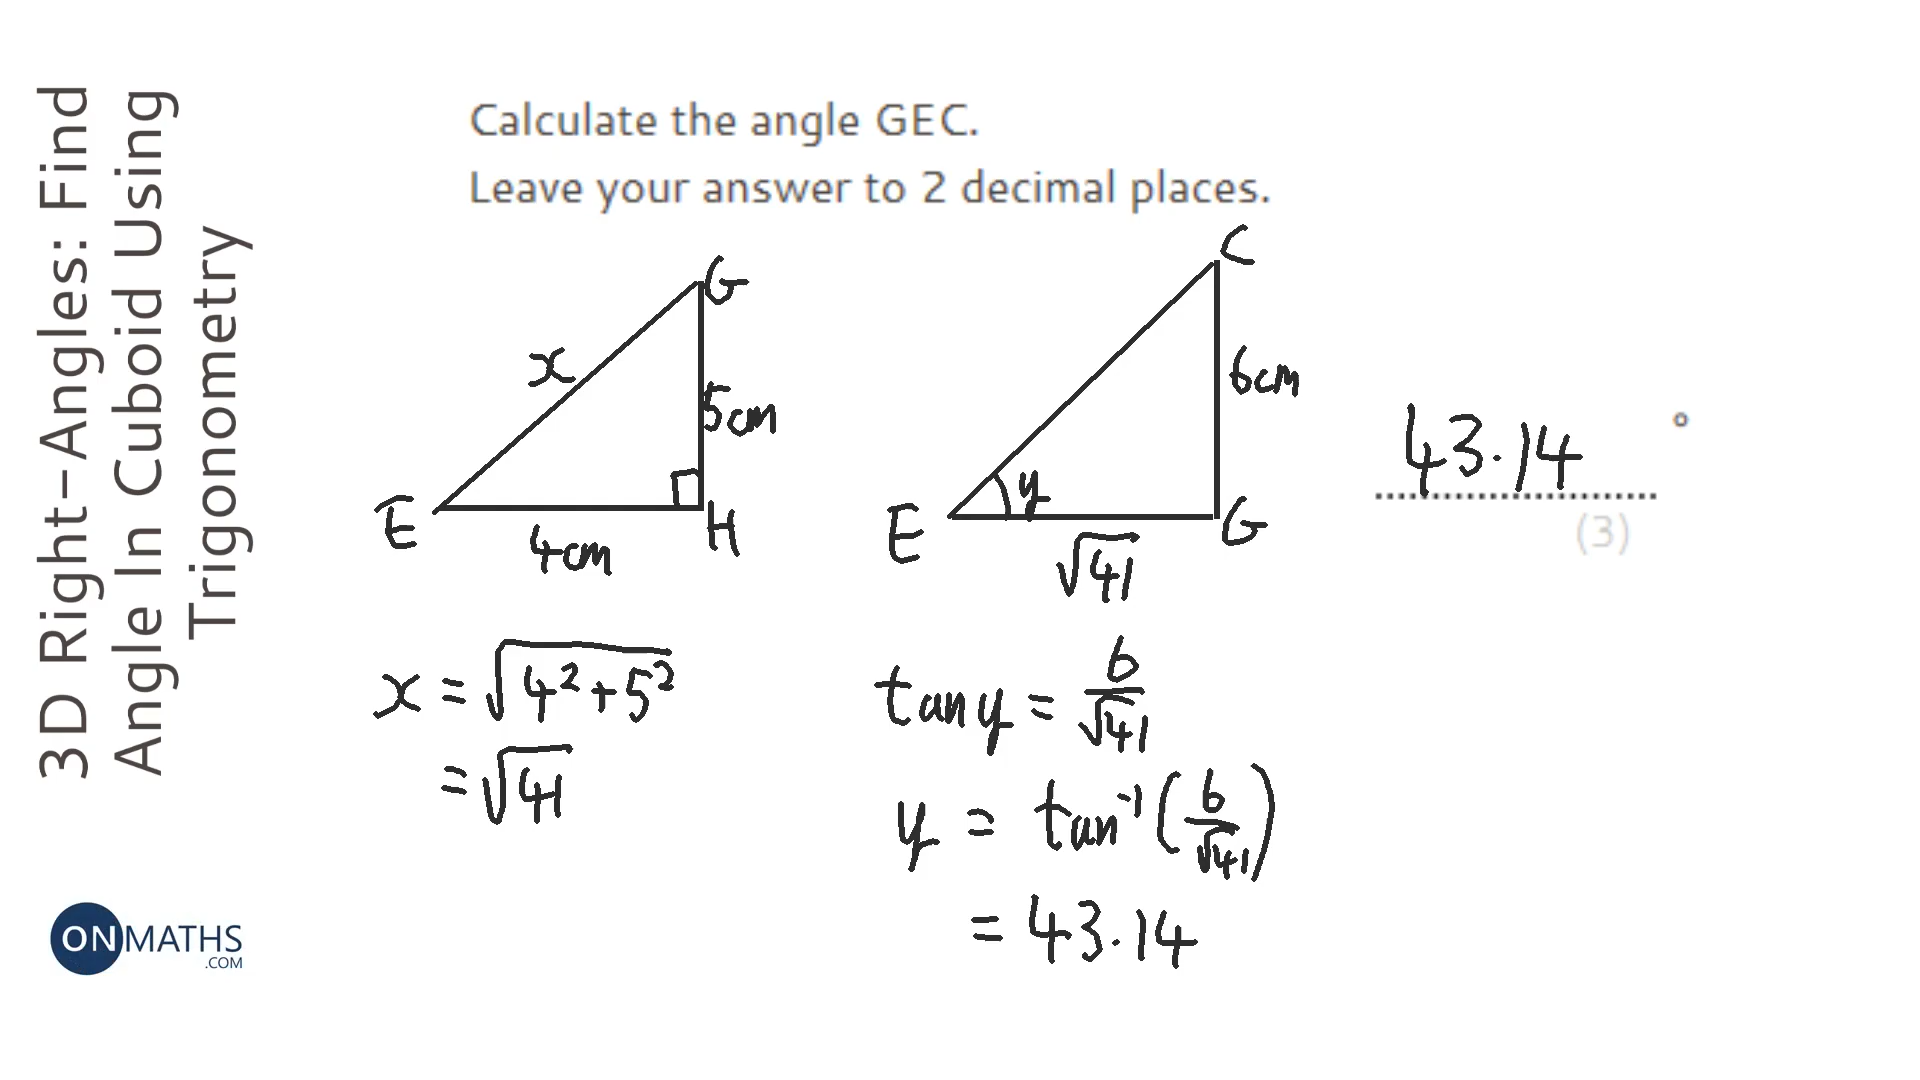 3D Right-Angles: Find
Angle In Cuboid Using
Trigonometry
Calculate the angle GEC.
Leave your answer to 2 decimal places.
G
x
5cm
E
H
4cm
x = √4²+5²
= √41
C
6cm
y
E
G
√41
tan y = 6/√41
y = tan⁻¹(6/√41)
= 43.14
43.14 °
(3)
ONMATHS
.COM